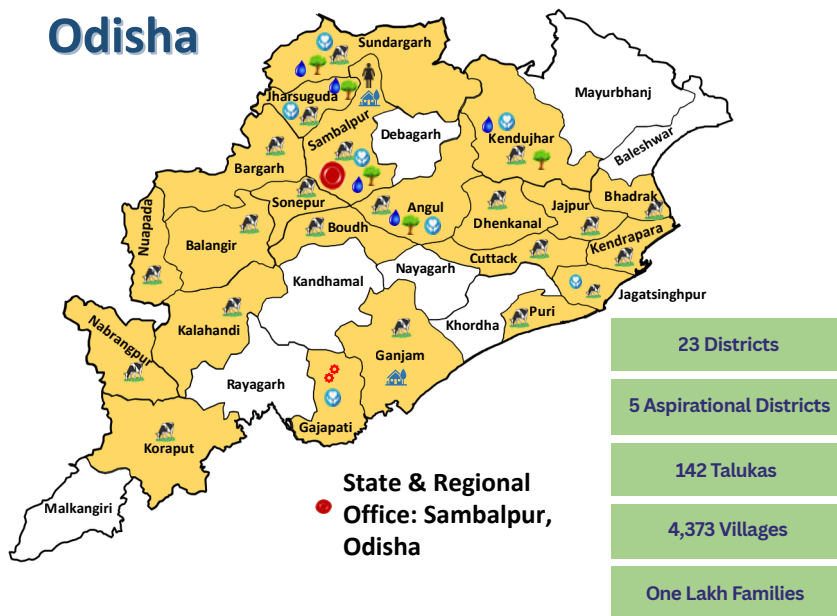 Odisha
Sundargarh
Mayurbhanj
Jharsuguda
Sambalpur
Debagarh
Kendujhar
Baleshwar
Bargarh
Sonepur
Angul
Dhenkanal
Jajpur
Bhadrak
Nuapada
Balangir
Boudh
Cuttack
Kendrapara
Kandhamal
Nayagarh
Jagatsinghpur
Kalahandi
Khordha
Puri
Nabrangpur
Ganjam
Rayagarh
Gajapati
Koraput
Malkangiri
State & Regional
Office: Sambalpur,
Odisha
23 Districts
5 Aspirational Districts
142 Talukas
4,373 Villages
One Lakh Families